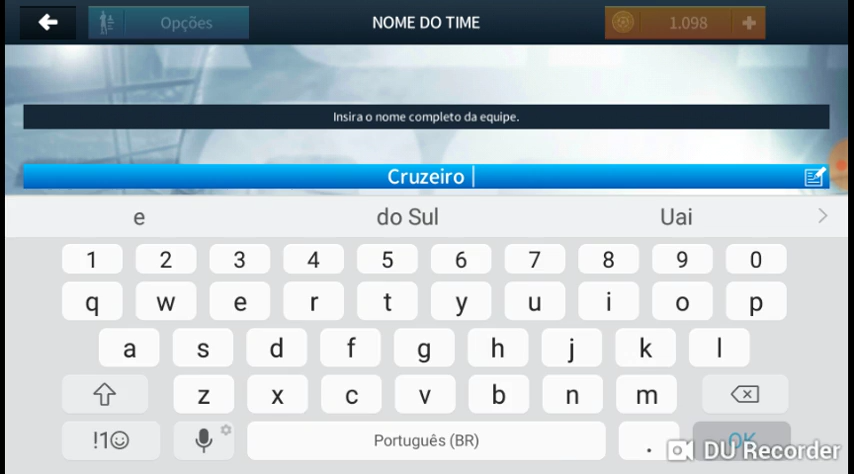 Opções NOME DO TIME 1.098 +
Insira o nome completo da equipe.
Cruzeiro
e do Sul Uai >
1 2 3 4 5 6 7 8 9 0
q w e r t y u i o p
a s d f g h j k l
z x c v b n m
!1☺ Português (BR) . OK
DU Recorder